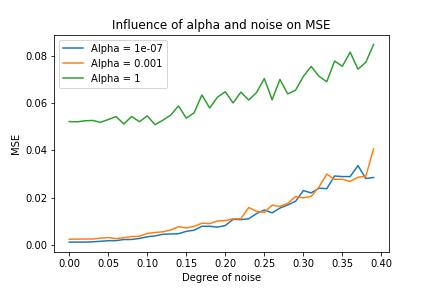 Influence of alpha and noise on MSE
Alpha = 1e-07
Alpha = 0.001
Alpha = 1
MSE
0.08
0.06
0.04
0.02
0.00
0.00 0.05 0.10 0.15 0.20 0.25 0.30 0.35 0.40
Degree of noise